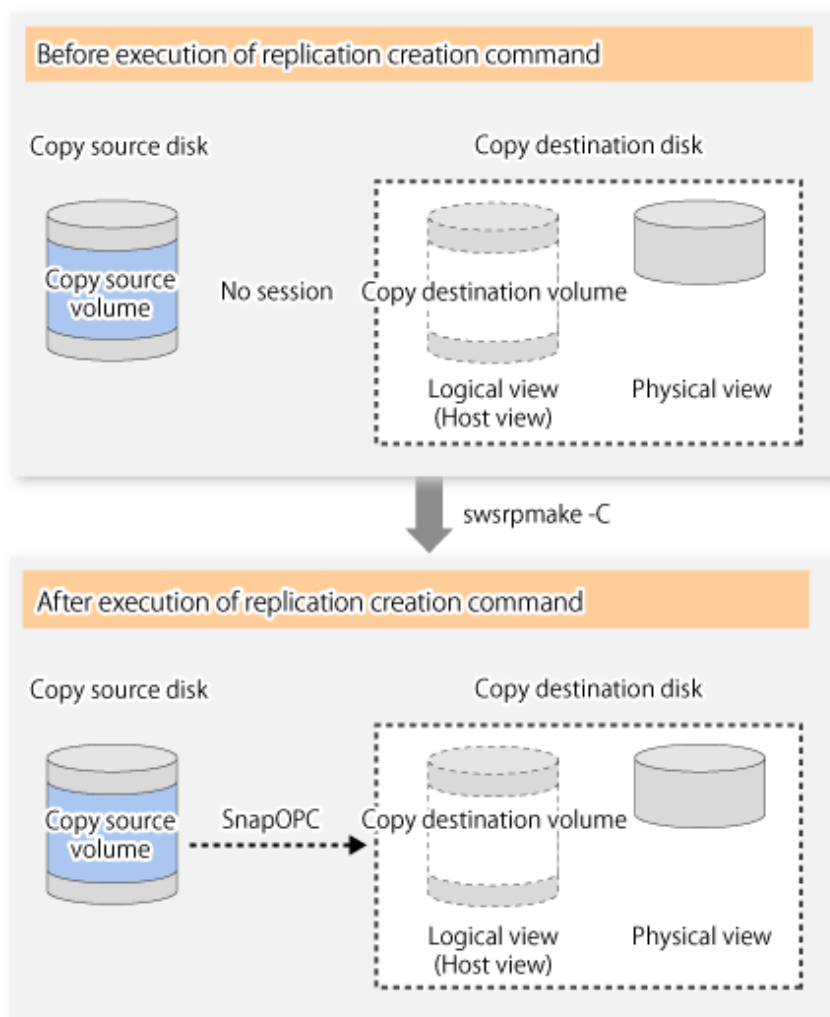 Before execution of replication creation command
Copy source disk
Copy destination disk
Copy source
volume
No session
Copy destination volume
Logical view
(Host view)
Physical view
swsrpmake -C
After execution of replication creation command
Copy source disk
Copy destination disk
Copy source
volume
SnapOPC
Copy destination volume
Logical view
(Host view)
Physical view